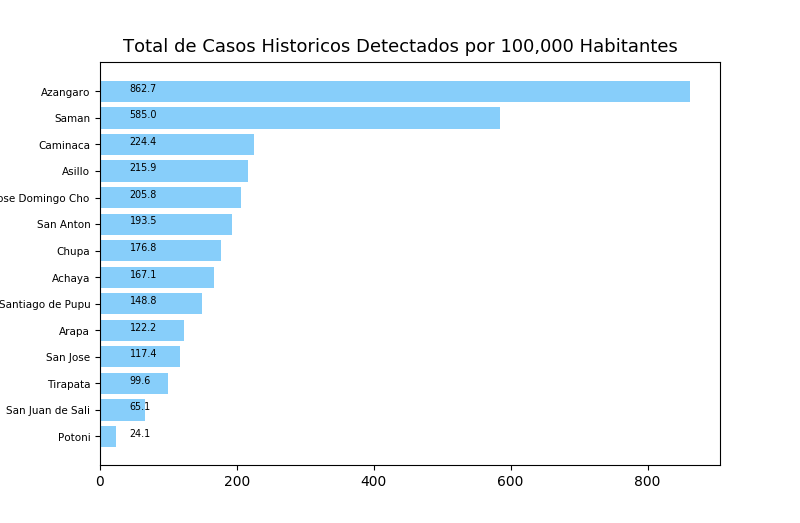 Total de Casos Historicos Detectados por 100,000 Habitantes
Azangaro 862.7
Saman 585.0
Caminaca 224.4
Asillo 215.9
ose Domingo Cho 205.8
San Anton 193.5
Chupa 176.8
Achaya 167.1
Santiago de Pupu 148.8
Arapa 122.2
San Jose 117.4
Tirapata 99.6
San Juan de Sali 65.1
Potoni 24.1
0 200 400 600 800